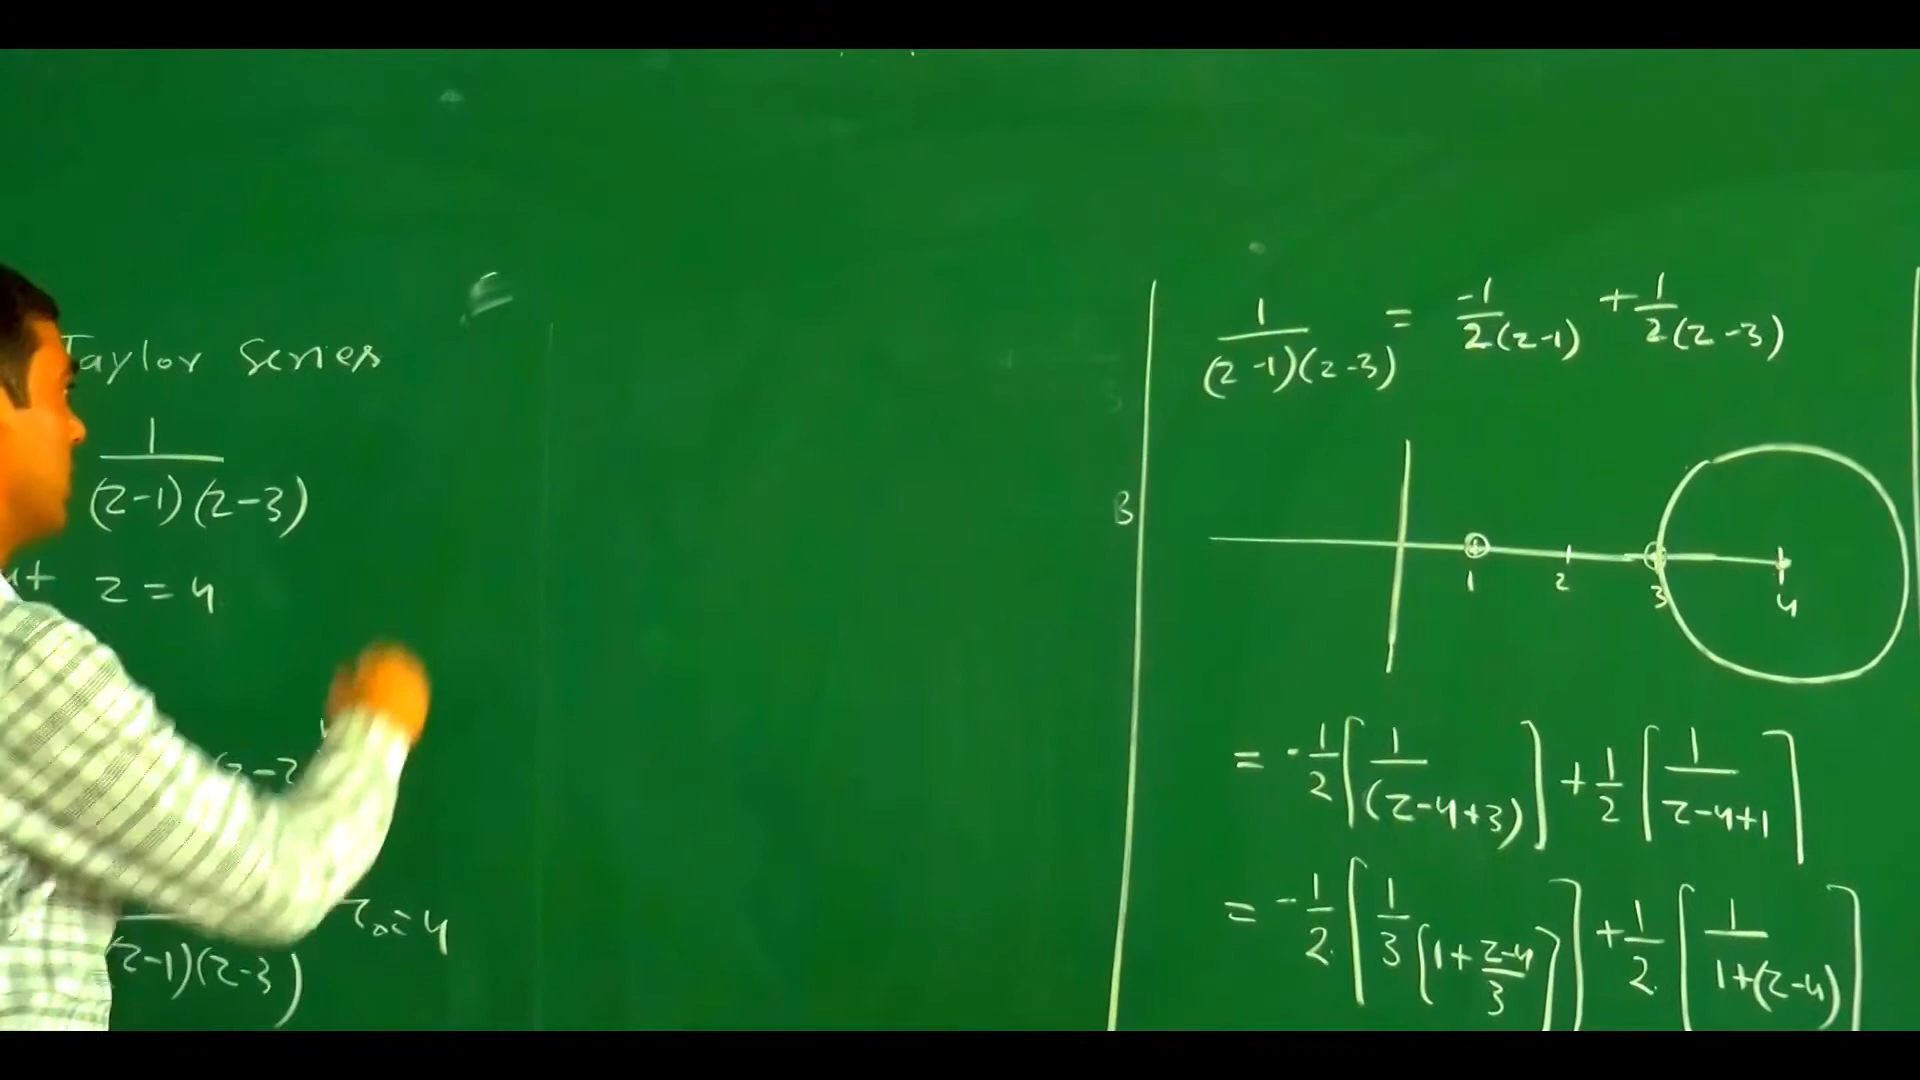 Taylor Series
1
(z-1)(z-3)
z=4
z₀=4
(z-1)(z-3)
B
1/((z-1)(z-3)) = -1/(2(z-1)) + 1/(2(z-3))
1 2 3 4
= -1/2 [1/(z-4+3)] + 1/2 [1/(z-4+1)]
= -1/2 [1/(3[1+(z-4)/3])] + 1/2 [1/(1+(z-4))]